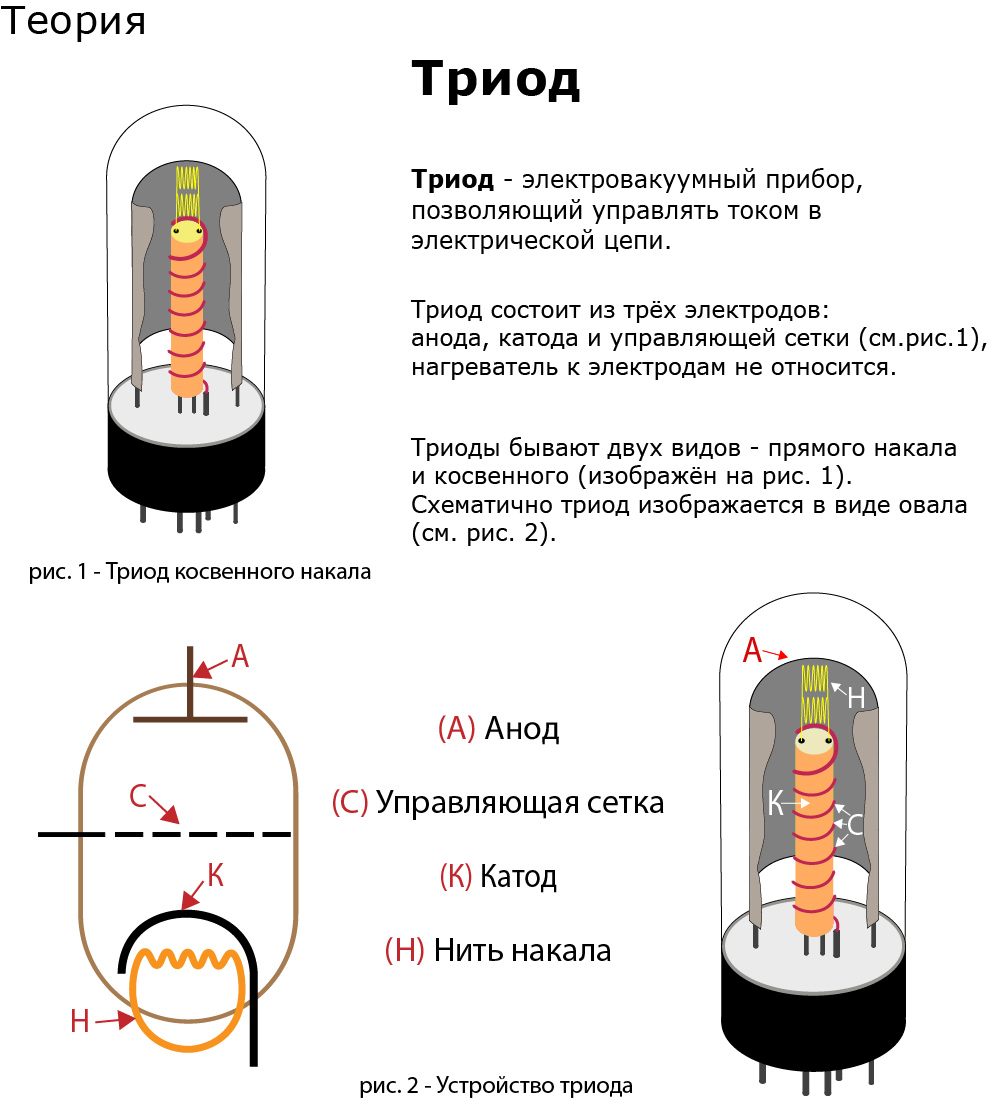 Теория
Триод
Триод - электровакуумный прибор,
позволяющий управлять током в
электрической цепи.
Триод состоит из трёх электродов:
анода, катода и управляющей сетки (см.рис.1),
нагреватель к электродам не относится.
Триоды бывают двух видов - прямого накала
и косвенного (изображён на рис. 1).
Схематично триод изображается в виде овала
(см. рис. 2).
рис. 1 - Триод косвенного накала
А
С
К
Н
(А) Анод
(С) Управляющая сетка
(К) Катод
(Н) Нить накала
А
Н
К
С
рис. 2 - Устройство триода